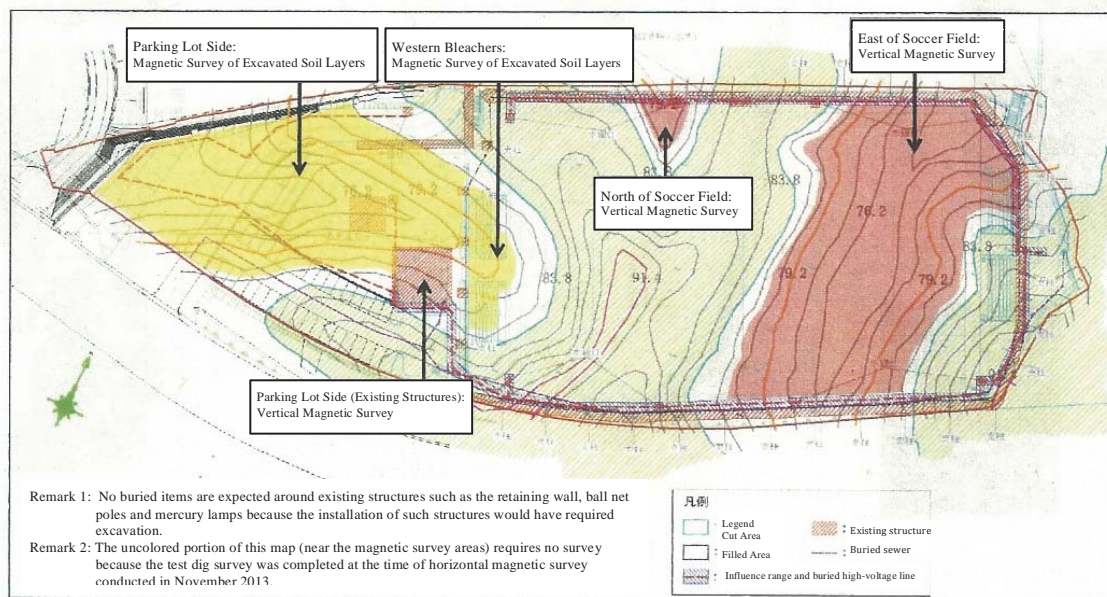 Parking Lot Side:
Magnetic Survey of Excavated Soil Layers
Western Bleachers:
Magnetic Survey of Excavated Soil Layers
East of Soccer Field:
Vertical Magnetic Survey
North of Soccer Field:
Vertical Magnetic Survey
76.2
79.2
83.8
83.8
83.8
91.4
79.2
76.2
79.2
83.8
Parking Lot Side (Existing Structures):
Vertical Magnetic Survey
Remark 1: No buried items are expected around existing structures such as the retaining wall, ball net
poles and mercury lamps because the installation of such structures would have required
excavation.
Remark 2: The uncolored portion of this map (near the magnetic survey areas) requires no survey
because the test dig survey was completed at the time of horizontal magnetic survey
conducted in November 2013.
凡例
: Legend
Cut Area
: Existing structure
: Filled Area
: Buried sewer
: Influence range and buried high-voltage line